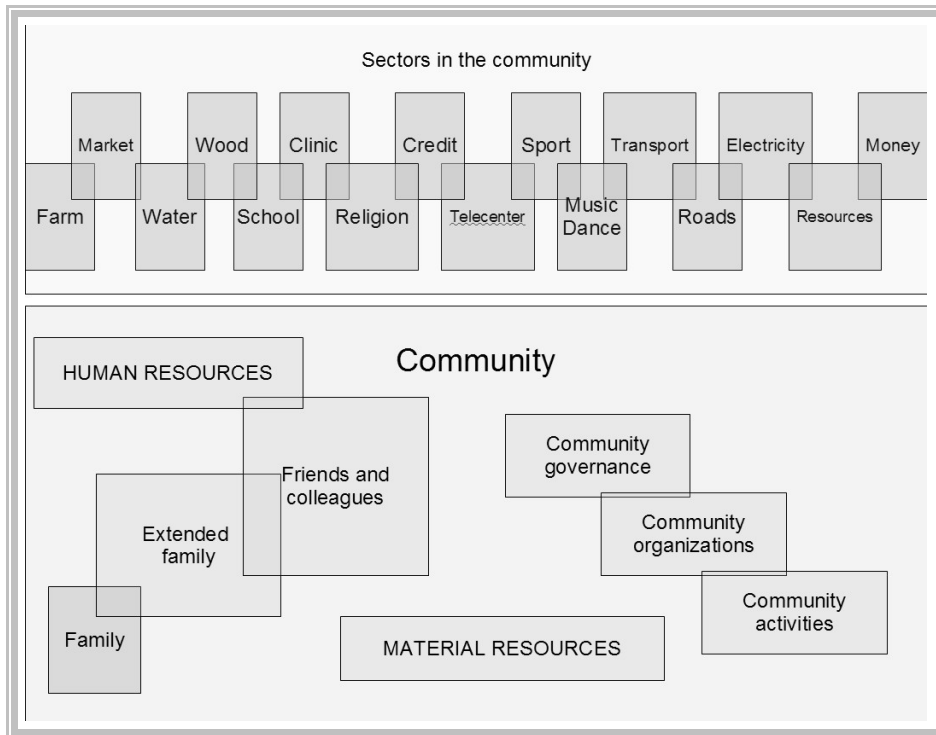 Sectors in the community
Market
Wood
Clinic
Credit
Sport
Transport
Electricity
Money
Farm
Water
School
Religion
Telecenter
Music
Dance
Roads
Resources
Community
HUMAN RESOURCES
Friends and
colleagues
Extended
family
Family
Community
governance
Community
organizations
Community
activities
MATERIAL RESOURCES